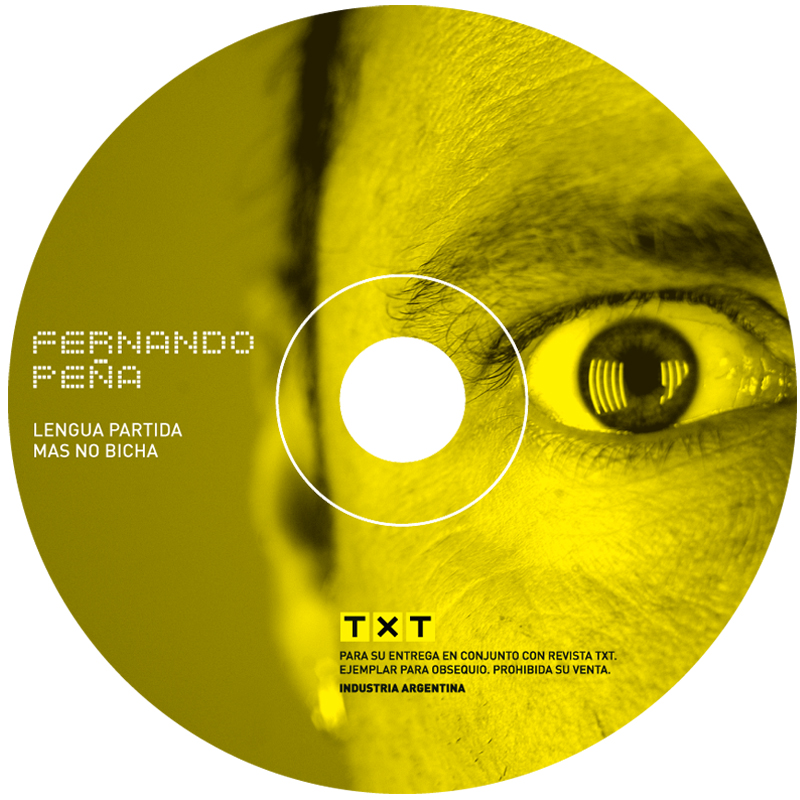 FERNANDO
PEÑA
LENGUA PARTIDA
MAS NO BICHA
TXT
PARA SU ENTREGA EN CONJUNTO CON REVISTA TXT.
EJEMPLAR PARA OBSEQUIO. PROHIBIDA SU VENTA.
INDUSTRIA ARGENTINA